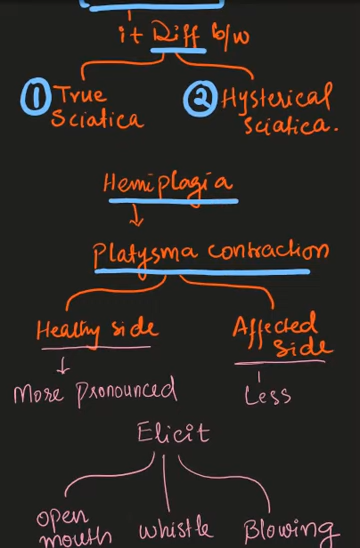 it Diff b/w
① True Sciatica
② Hysterical Sciatica.
Hemiplagia
Platysma contraction
Healthy side
Affected Side
More Pronounced
Less
Elicit
open mouth
whistle
Blowing